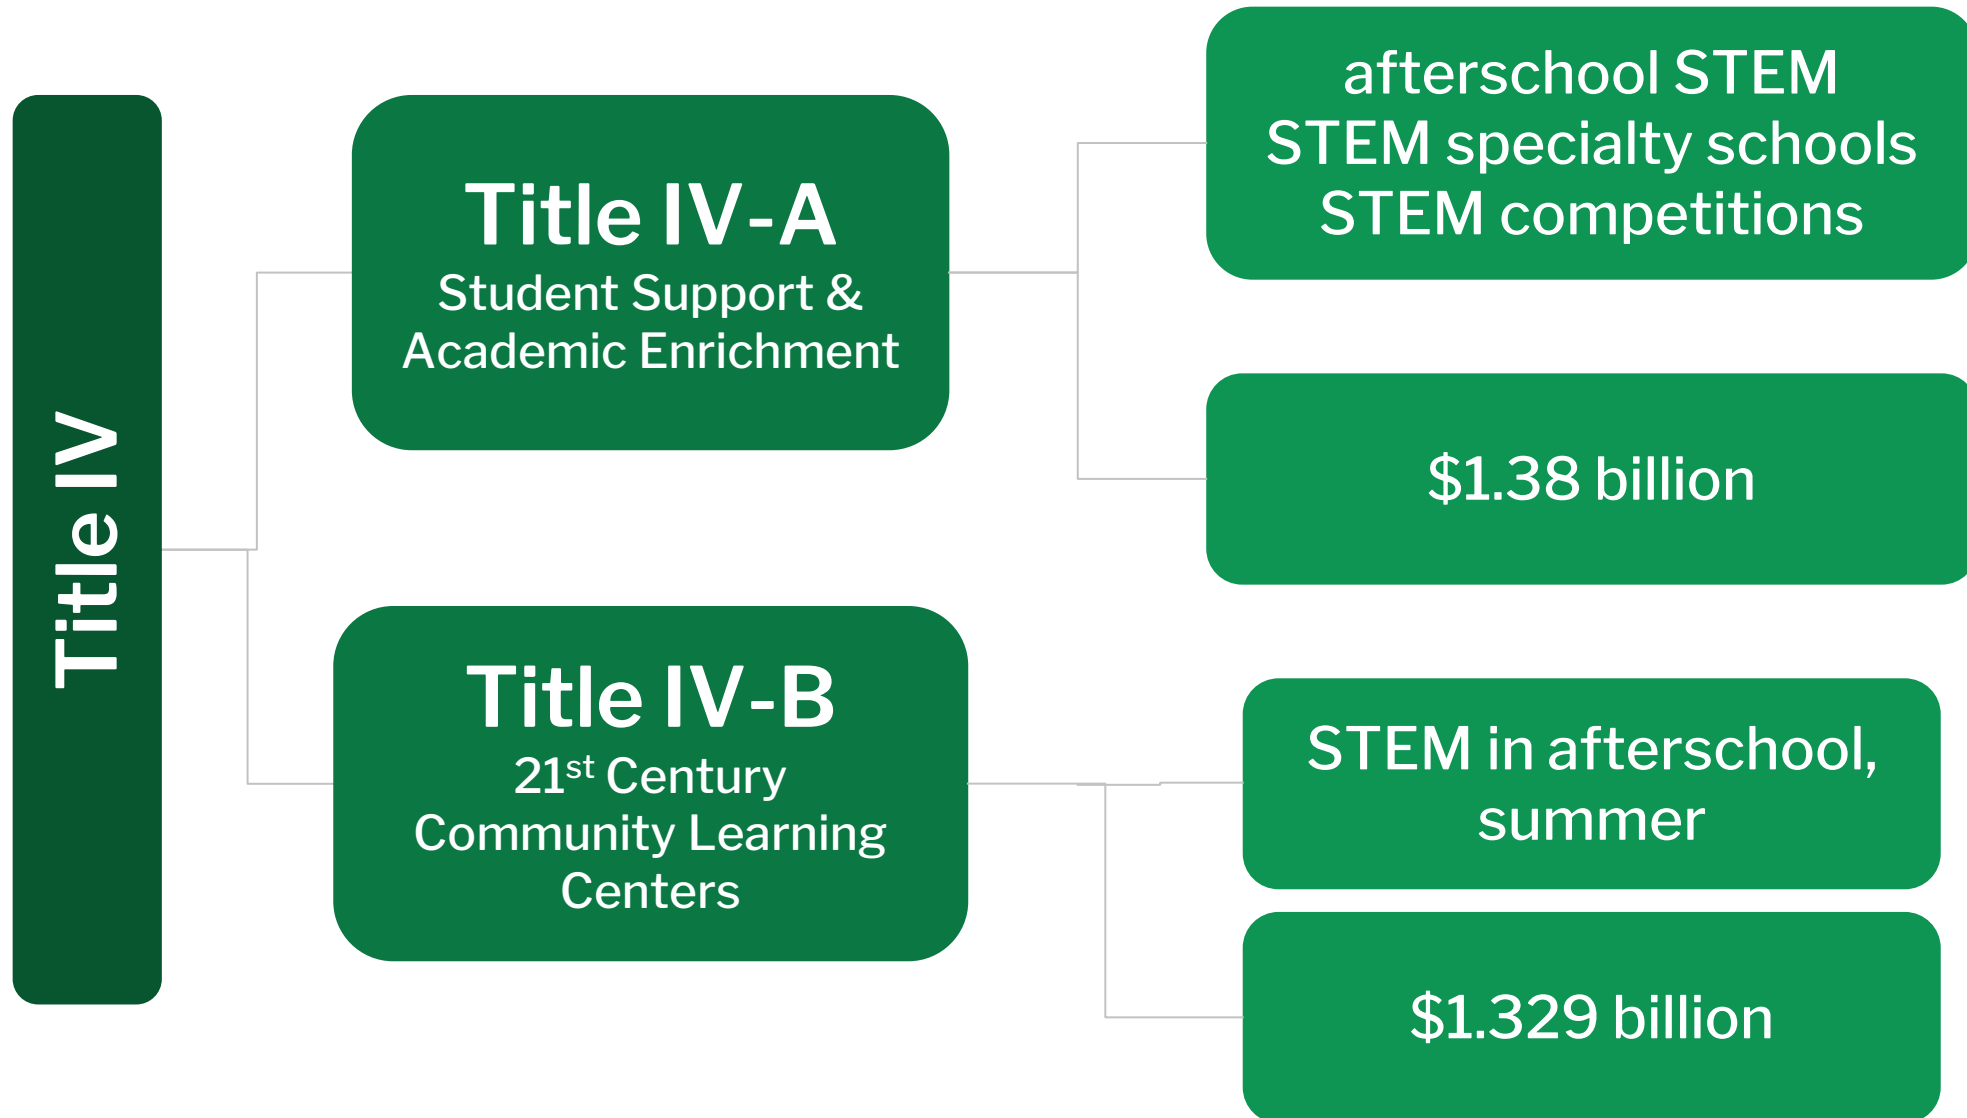 Title IV
Title IV-A
Student Support &
Academic Enrichment
afterschool STEM
STEM specialty schools
STEM competitions
$1.38 billion
Title IV-B
21st Century
Community Learning
Centers
STEM in afterschool,
summer
$1.329 billion